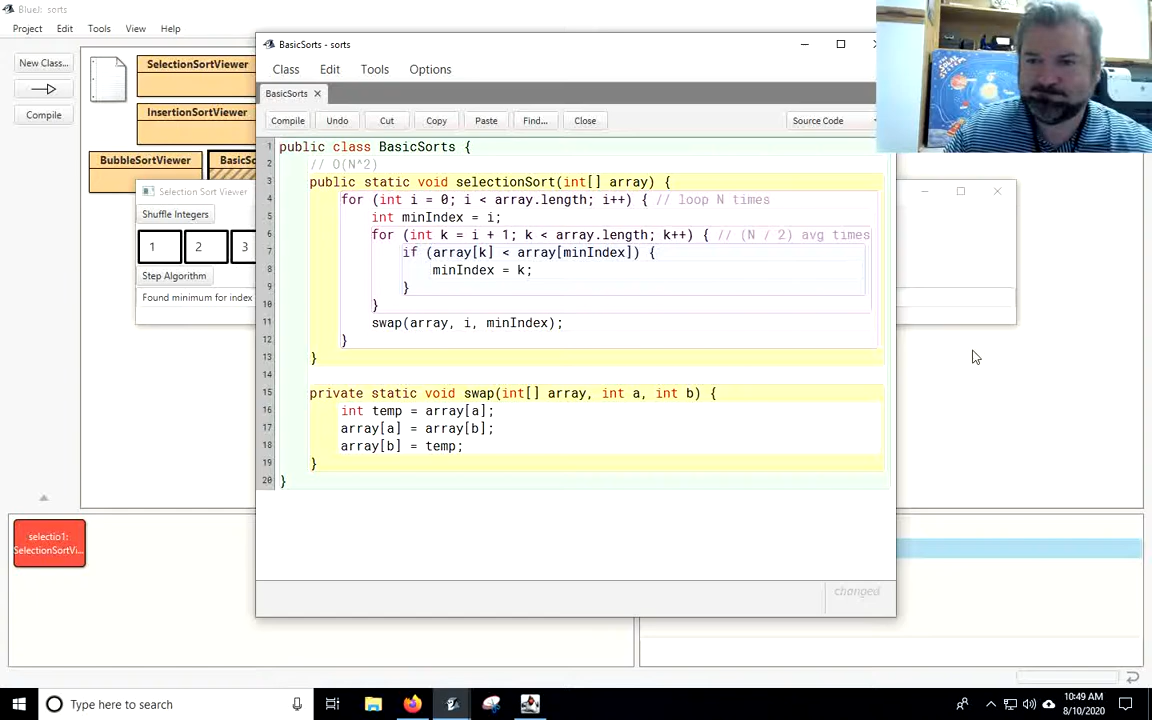 BlueJ: sorts
Project Edit Tools View Help
New Class...
Compile
SelectionSortViewer
InsertionSortViewer
BubbleSortViewer
BasicSo
Selection Sort Viewer
Shuffle Integers
1 2 3
Step Algorithm
Found minimum for index
BasicSorts - sorts
Class Edit Tools Options
BasicSorts
Compile Undo Cut Copy Paste Find... Close Source Code
1 public class BasicSorts {
2 // O(N^2)
3 public static void selectionSort(int[] array) {
4 for (int i = 0; i < array.length; i++) { // loop N times
5 int minIndex = i;
6 for (int k = i + 1; k < array.length; k++) { // (N / 2) avg times
7 if (array[k] < array[minIndex]) {
8 minIndex = k;
9 }
10 }
11 swap(array, i, minIndex);
12 }
13 }
14
15 private static void swap(int[] array, int a, int b) {
16 int temp = array[a];
17 array[a] = array[b];
18 array[b] = temp;
19 }
20 }
changed
selectio1:
SelectionSortVi...
Type here to search
10:49 AM
8/10/2020